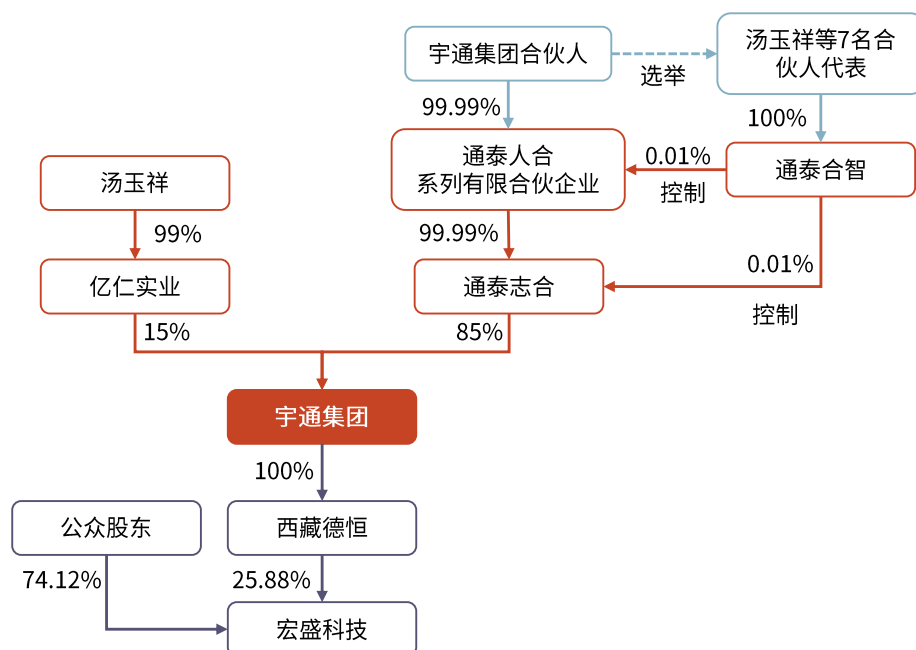 宇通集团合伙人
选举
汤玉祥等7名合
伙人代表
99.99%
100%
通泰人合
系列有限合伙企业
0.01%
控制
通泰合智
汤玉祥
99%
99.99%
亿仁实业
通泰志合
0.01%
控制
15%
85%
宇通集团
100%
公众股东
西藏德恒
74.12%
25.88%
宏盛科技